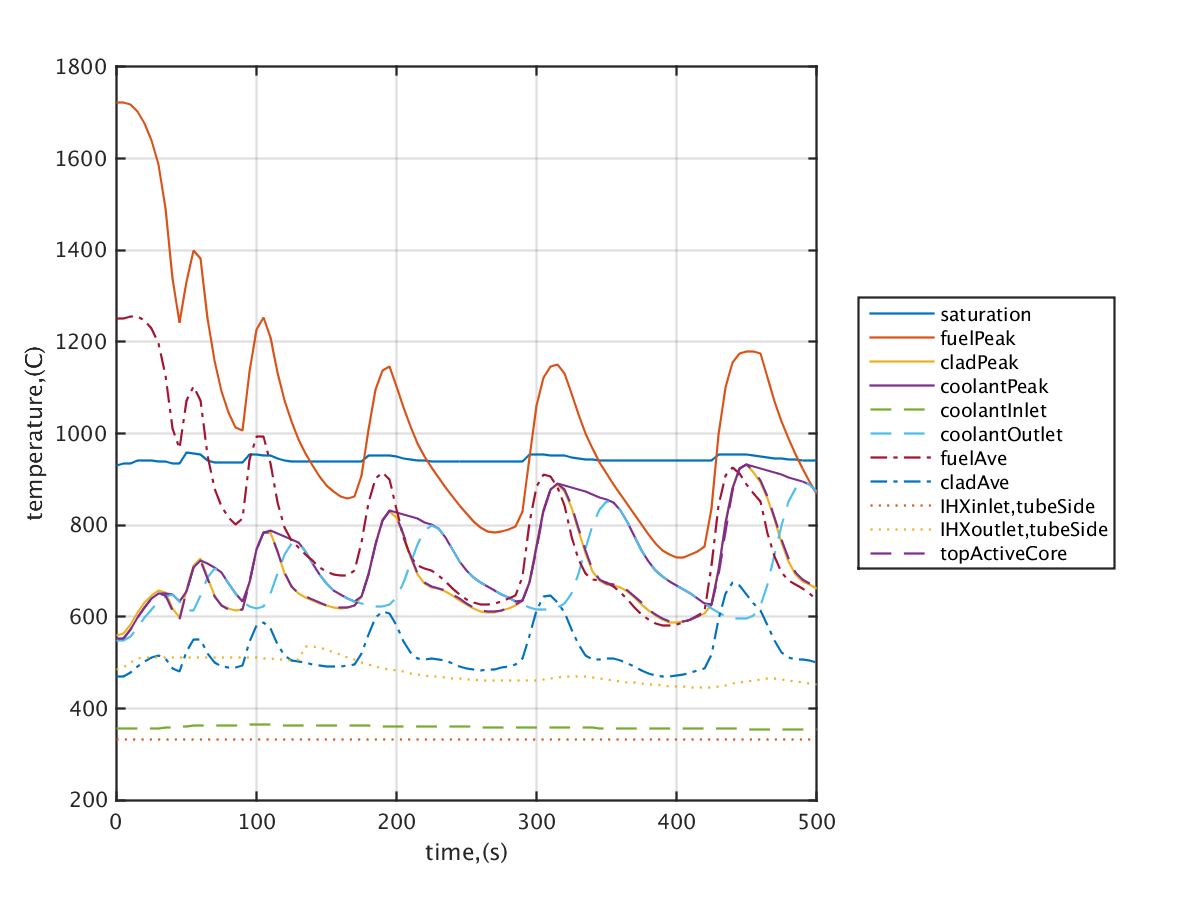 1800
1600
1400
1200
1000
800
600
400
200
temperature,(C)
0 100 200 300 400 500
time,(s)
saturation
fuelPeak
cladPeak
coolantPeak
coolantInlet
coolantOutlet
fuelAve
cladAve
IHXinlet,tubeSide
IHXoutlet,tubeSide
topActiveCore